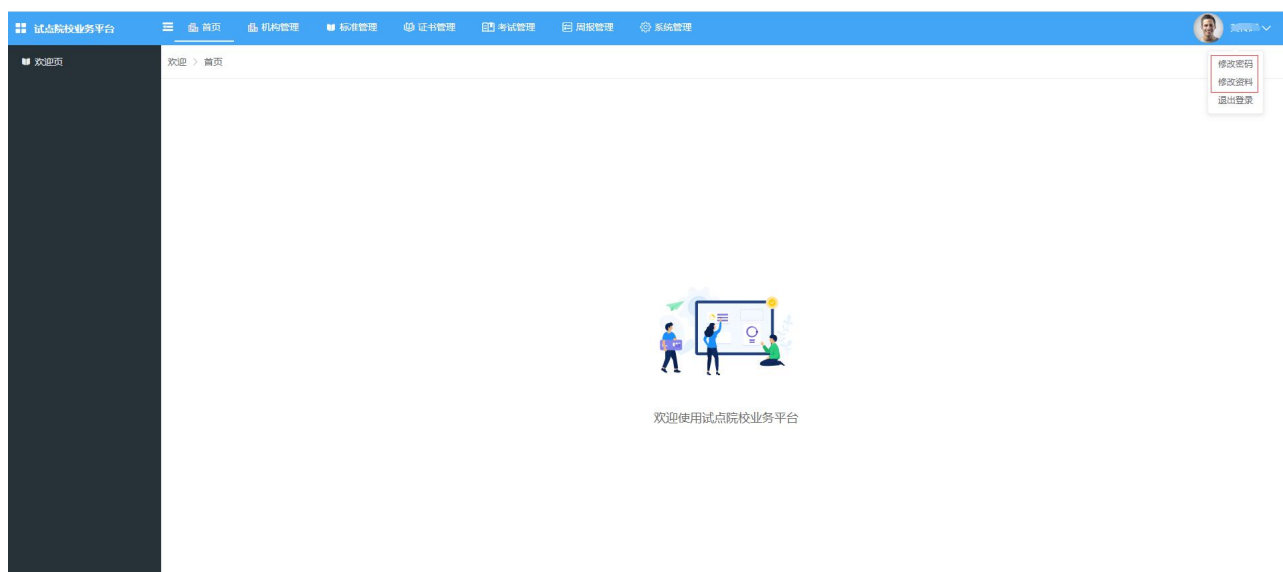 试点院校业务平台 首页 机构管理 标准管理 证书管理 考试管理 周报管理 系统管理
欢迎页 欢迎 > 首页
修改密码
修改资料
退出登录
欢迎使用试点院校业务平台